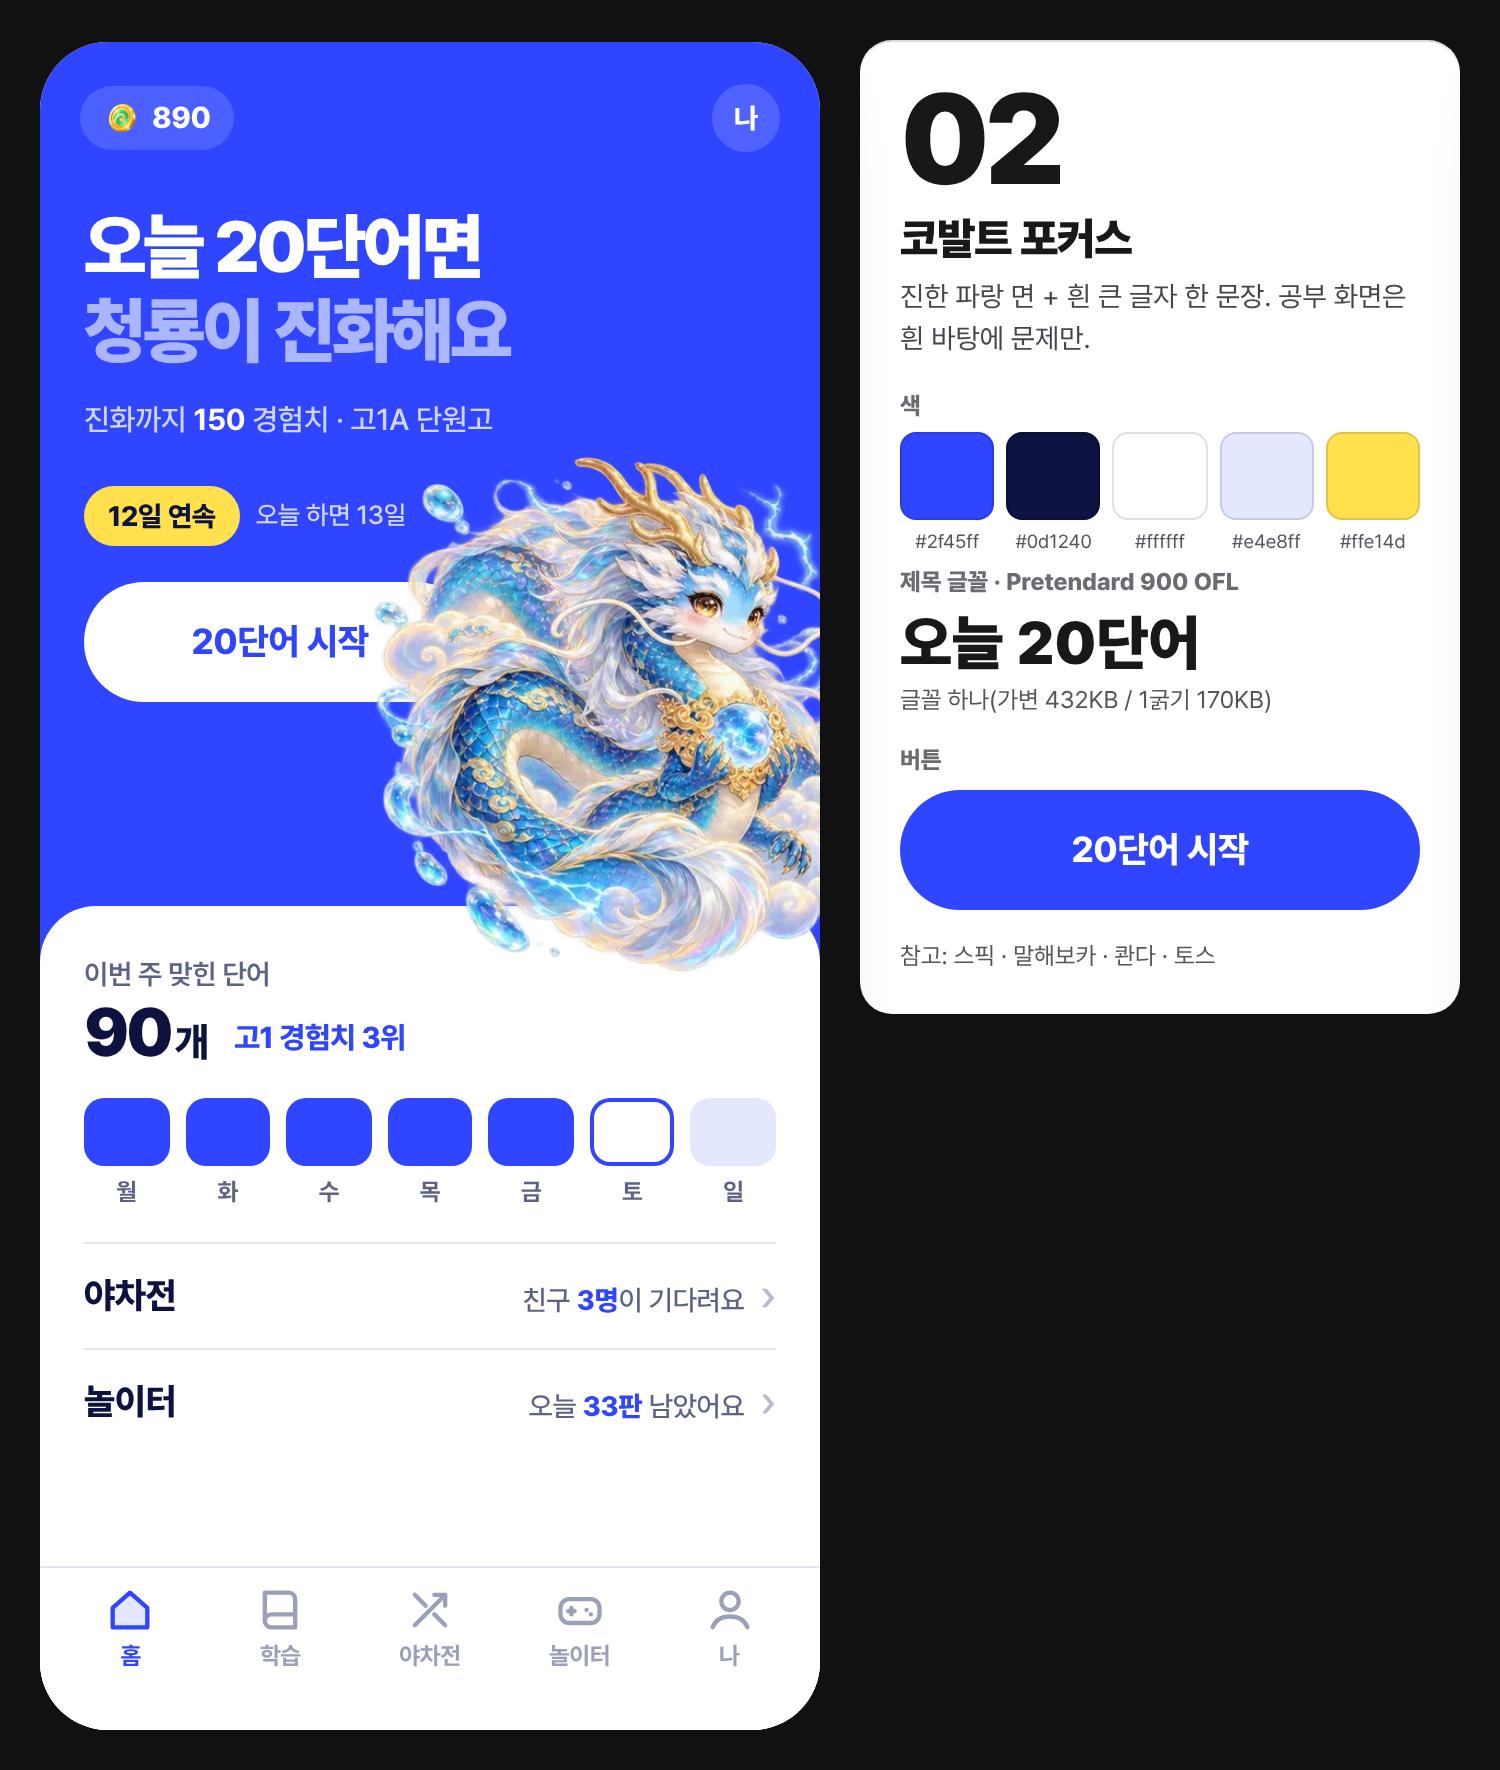 890
나
오늘 20단어면
청룡이 진화해요
진화까지 150 경험치 · 고1A 단원고
12일 연속
오늘 하면 13일
20단어 시작
이번 주 맞힌 단어
90개
고1 경험치 3위
월 화 수 목 금 토 일
야차전
친구 3명이 기다려요
놀이터
오늘 33판 남았어요
홈 학습 야차전 놀이터 나
02
코발트 포커스
진한 파랑 면 + 흰 큰 글자 한 문장. 공부 화면은
흰 바탕에 문제만.
색
#2f45ff #0d1240 #ffffff #e4e8ff #ffe14d
제목 글꼴 · Pretendard 900 OFL
오늘 20단어
글꼴 하나(가변 432KB / 1굵기 170KB)
버튼
20단어 시작
참고: 스픽 · 말해보카 · 콴다 · 토스